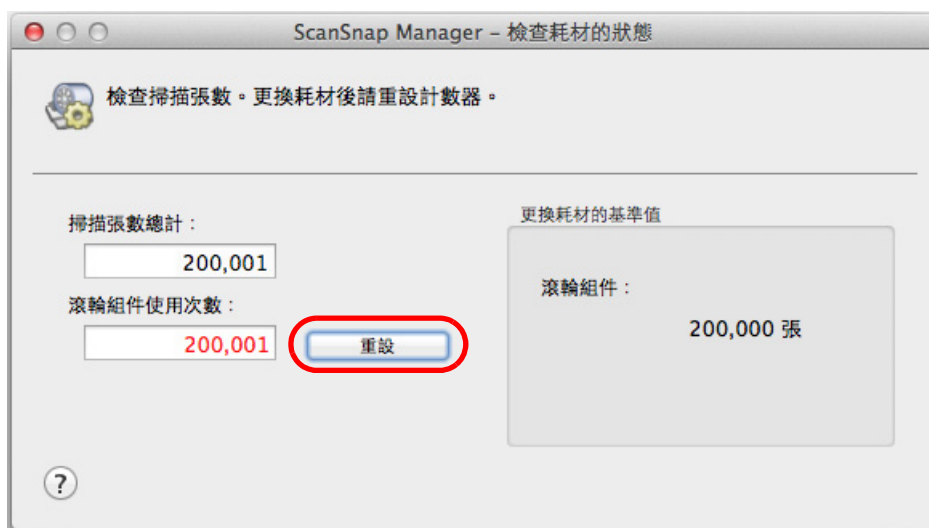 ScanSnap Manager – 檢查耗材的狀態
檢查掃描張數。更換耗材後請重設計數器。
掃描張數總計：
200,001
滾輪組件使用次數：
200,001
重設
更換耗材的基準值
滾輪組件：
200,000 張
?